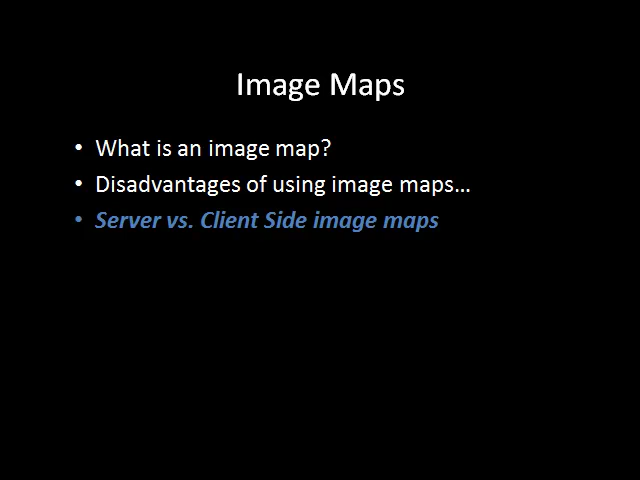 Image Maps
• What is an image map?
• Disadvantages of using image maps…
• Server vs. Client Side image maps